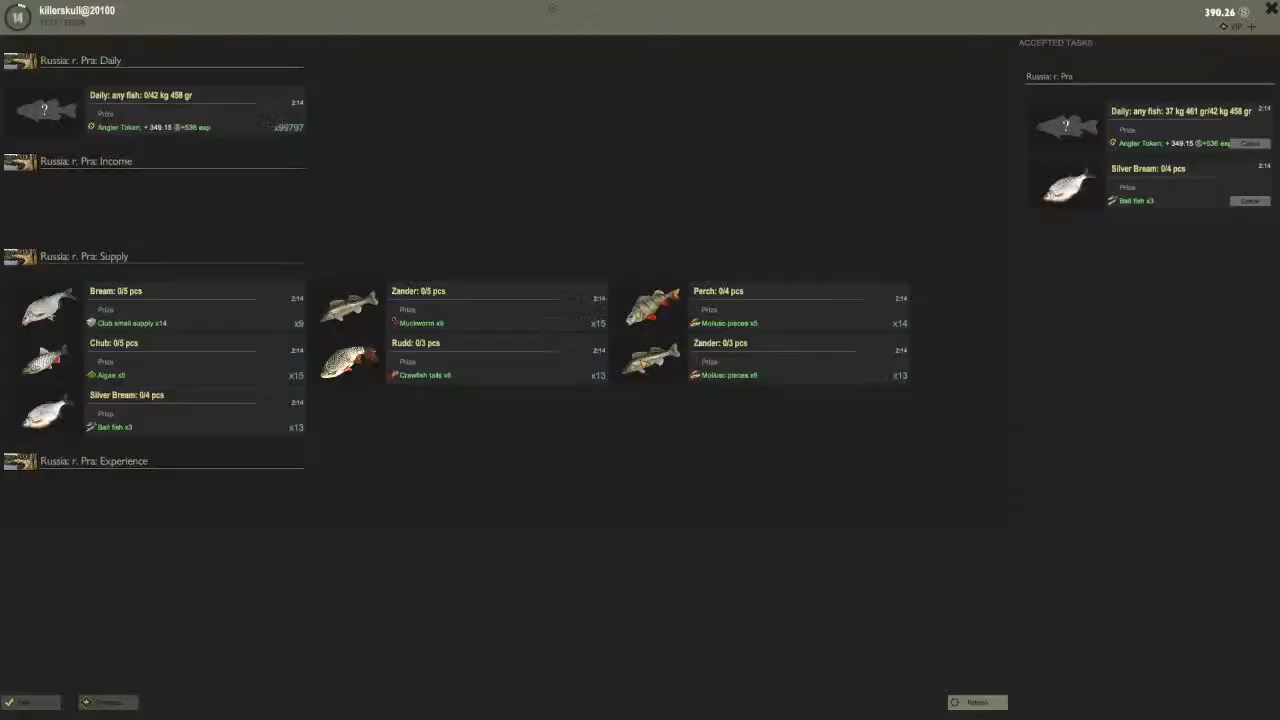 14
killerskull@20100
390.26
VIP +
ACCEPTED TASKS
Russia: r. Pra: Daily
Daily: any fish: 0/42 kg 458 gr
2:14
Prize
Angler Token; + 349.15 +536 exp
x99797
Russia: r. Pra: Income
Russia: r. Pra: Supply
Bream: 0/5 pcs
2:14
Prize
Club small supply x14
x9
Zander: 0/5 pcs
2:14
Prize
Muckworm x9
x15
Perch: 0/4 pcs
2:14
Prize
Mollusc pieces x5
x14
Chub: 0/5 pcs
2:14
Prize
Algae x5
x15
Rudd: 0/3 pcs
2:14
Prize
Crawfish tails x6
x13
Zander: 0/3 pcs
2:14
Prize
Mollusc pieces x5
x13
Silver Bream: 0/4 pcs
2:14
Prize
Bait fish x3
x13
Russia: r. Pra: Experience
Russia: r. Pra
Daily: any fish: 37 kg 461 gr/42 kg 458 gr
2:14
Prize
Angler Token; + 349.15 +536 exp
Cancel
Silver Bream: 0/4 pcs
2:14
Prize
Bait fish x3
Cancel
Refresh